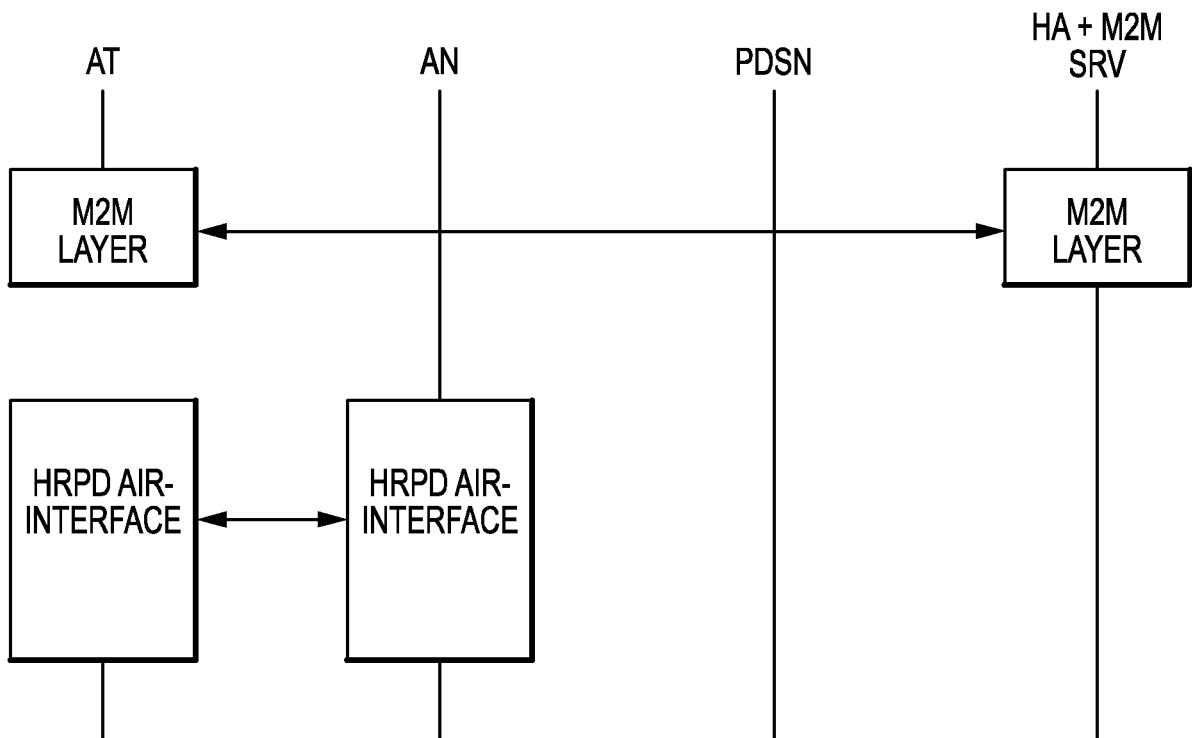 AT
AN
PDSN
HA + M2M
SRV
M2M
LAYER
M2M
LAYER
HRPD AIR-
INTERFACE
HRPD AIR-
INTERFACE